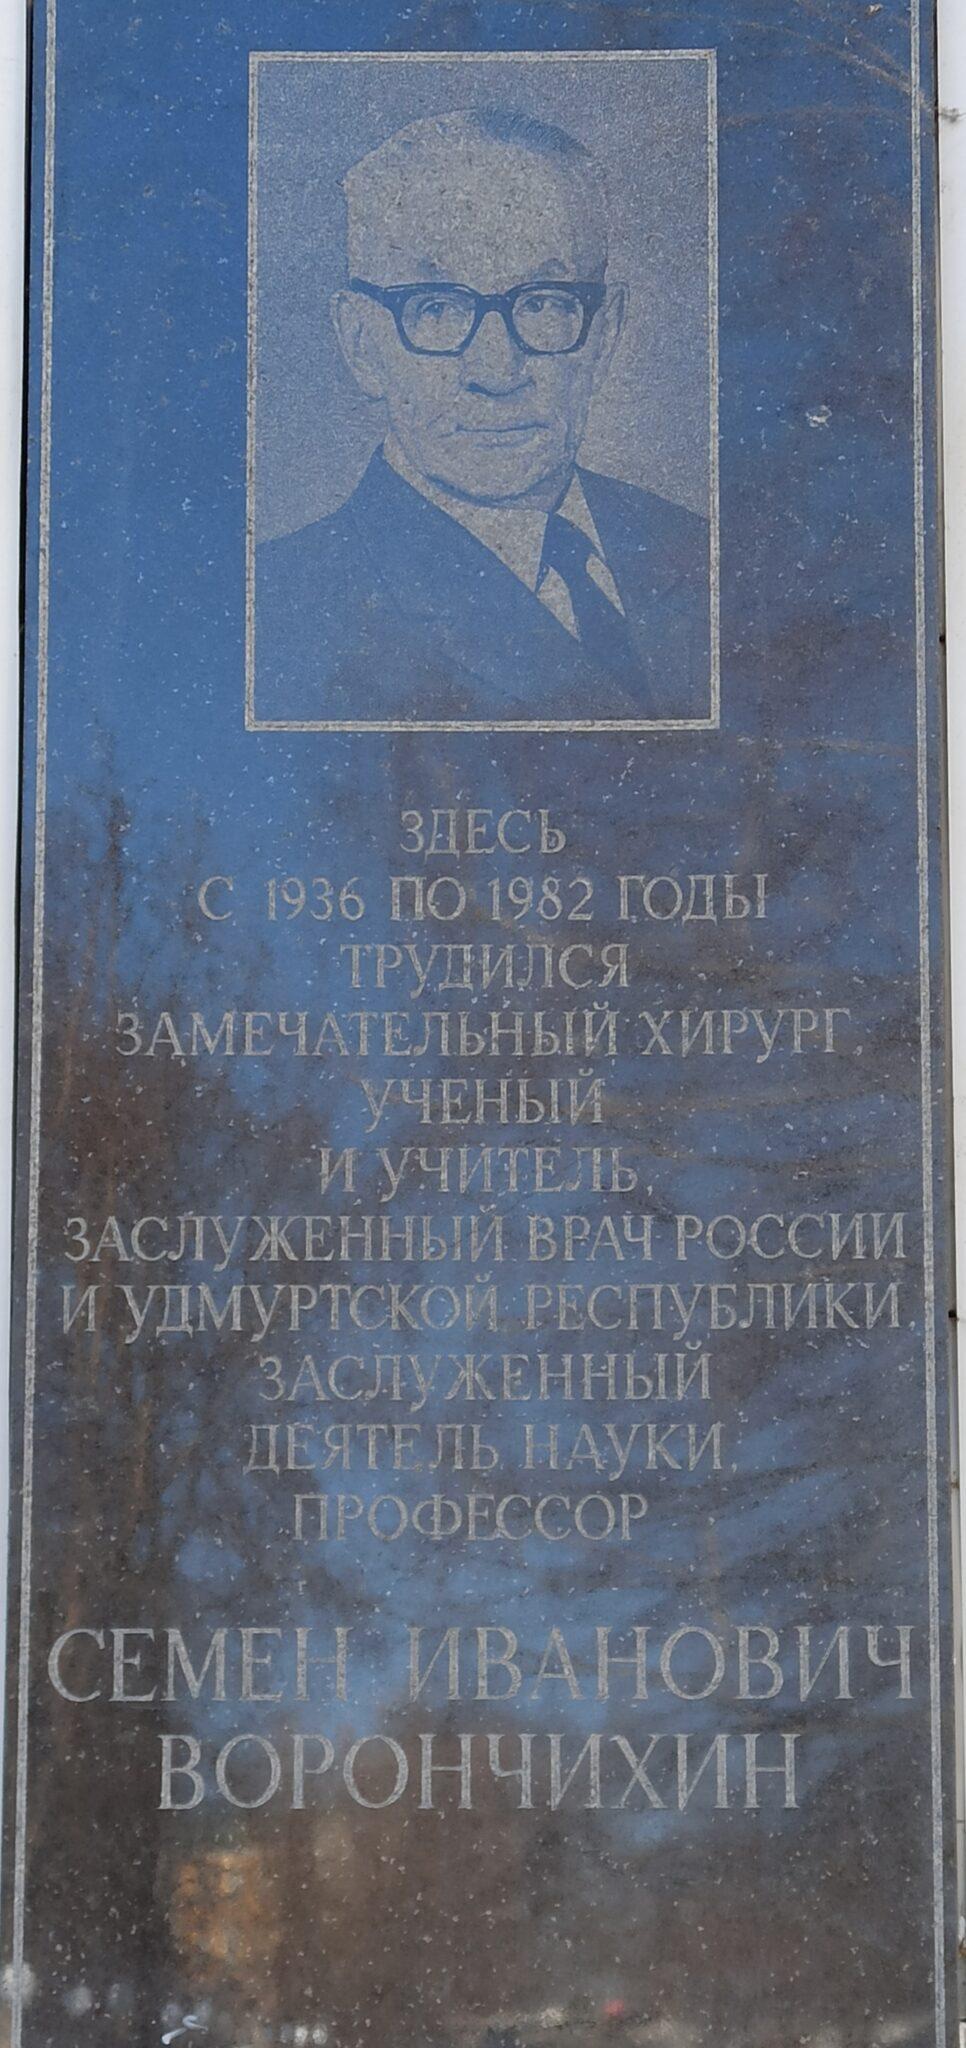 ЗДЕСЬ
С 1936 ПО 1982 ГОДЫ
ТРУДИЛСЯ
ЗАМЕЧАТЕЛЬНЫЙ ХИРУРГ,
УЧЕНЫЙ
И УЧИТЕЛЬ,
ЗАСЛУЖЕННЫЙ ВРАЧ РОССИИ
И УДМУРТСКОЙ РЕСПУБЛИКИ,
ЗАСЛУЖЕННЫЙ
ДЕЯТЕЛЬ НАУКИ,
ПРОФЕССОР
СЕМЕН ИВАНОВИЧ
ВОРОНЧИХИН